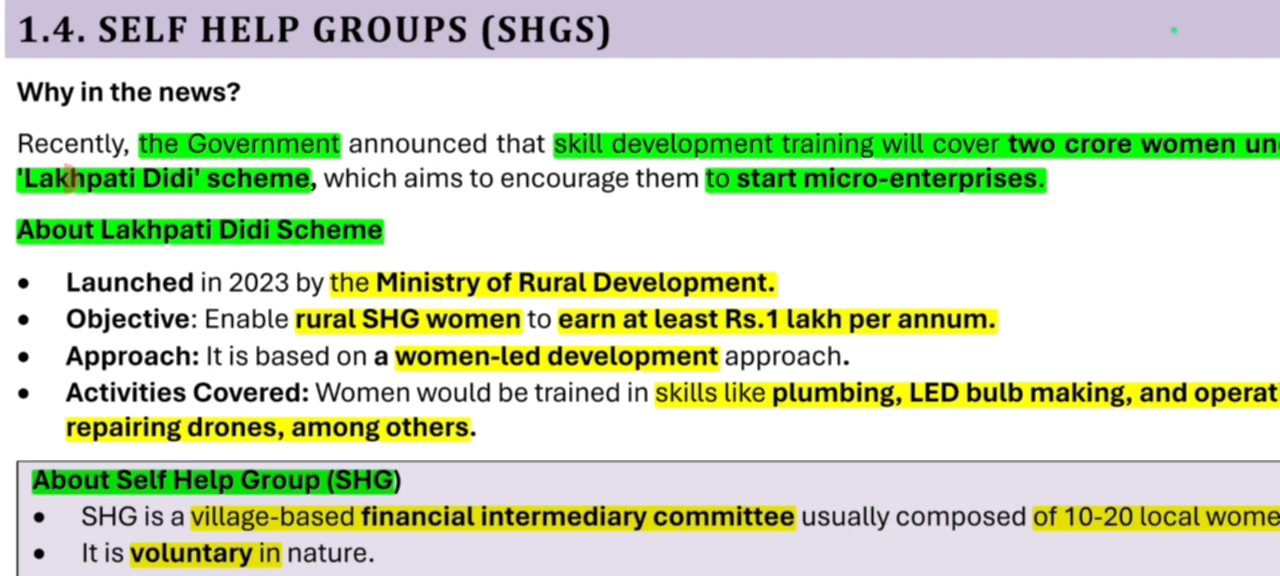 1.4. SELF HELP GROUPS (SHGS)
Why in the news?
Recently, the Government announced that skill development training will cover two crore women un
'Lakhpati Didi' scheme, which aims to encourage them to start micro-enterprises.
About Lakhpati Didi Scheme
• Launched in 2023 by the Ministry of Rural Development.
• Objective: Enable rural SHG women to earn at least Rs.1 lakh per annum.
• Approach: It is based on a women-led development approach.
• Activities Covered: Women would be trained in skills like plumbing, LED bulb making, and operati
repairing drones, among others.
About Self Help Group (SHG)
• SHG is a village-based financial intermediary committee usually composed of 10-20 local wome
• It is voluntary in nature.